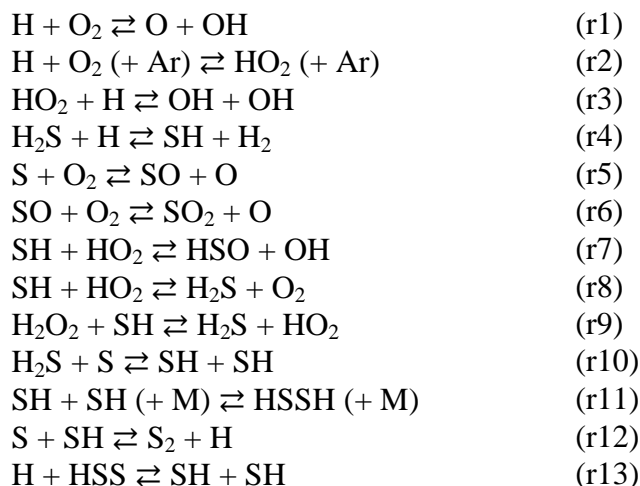 H + O₂ ⇄ O + OH (r1)
H + O₂ (+ Ar) ⇄ HO₂ (+ Ar) (r2)
HO₂ + H ⇄ OH + OH (r3)
H₂S + H ⇄ SH + H₂ (r4)
S + O₂ ⇄ SO + O (r5)
SO + O₂ ⇄ SO₂ + O (r6)
SH + HO₂ ⇄ HSO + OH (r7)
SH + HO₂ ⇄ H₂S + O₂ (r8)
H₂O₂ + SH ⇄ H₂S + HO₂ (r9)
H₂S + S ⇄ SH + SH (r10)
SH + SH (+ M) ⇄ HSSH (+ M) (r11)
S + SH ⇄ S₂ + H (r12)
H + HSS ⇄ SH + SH (r13)